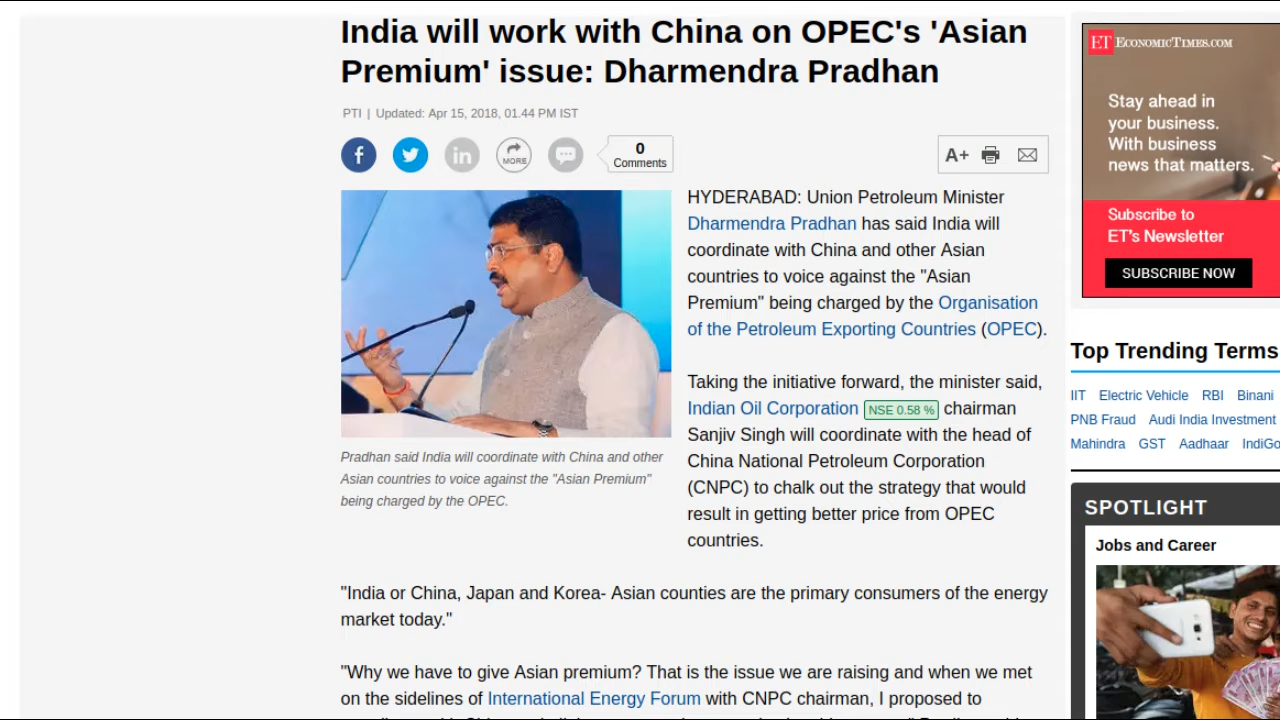 India will work with China on OPEC's 'Asian
Premium' issue: Dharmendra Pradhan
PTI | Updated: Apr 15, 2018, 01.44 PM IST
f
in
MORE
0
Comments
A+
HYDERABAD: Union Petroleum Minister
Dharmendra Pradhan has said India will
coordinate with China and other Asian
countries to voice against the "Asian
Premium" being charged by the Organisation
of the Petroleum Exporting Countries (OPEC).
Taking the initiative forward, the minister said,
Indian Oil Corporation NSE 0.58 % chairman
Sanjiv Singh will coordinate with the head of
China National Petroleum Corporation
(CNPC) to chalk out the strategy that would
result in getting better price from OPEC
countries.
Pradhan said India will coordinate with China and other
Asian countries to voice against the "Asian Premium"
being charged by the OPEC.
"India or China, Japan and Korea- Asian counties are the primary consumers of the energy
market today."
"Why we have to give Asian premium? That is the issue we are raising and when we met
on the sidelines of International Energy Forum with CNPC chairman, I proposed to
ET ECONOMICTIMES.COM
Stay ahead in
your business.
With business
news that matters.
Subscribe to
ET's Newsletter
SUBSCRIBE NOW
Top Trending Terms
IIT Electric Vehicle RBI Binani
PNB Fraud Audi India Investment
Mahindra GST Aadhaar IndiGo
SPOTLIGHT
Jobs and Career